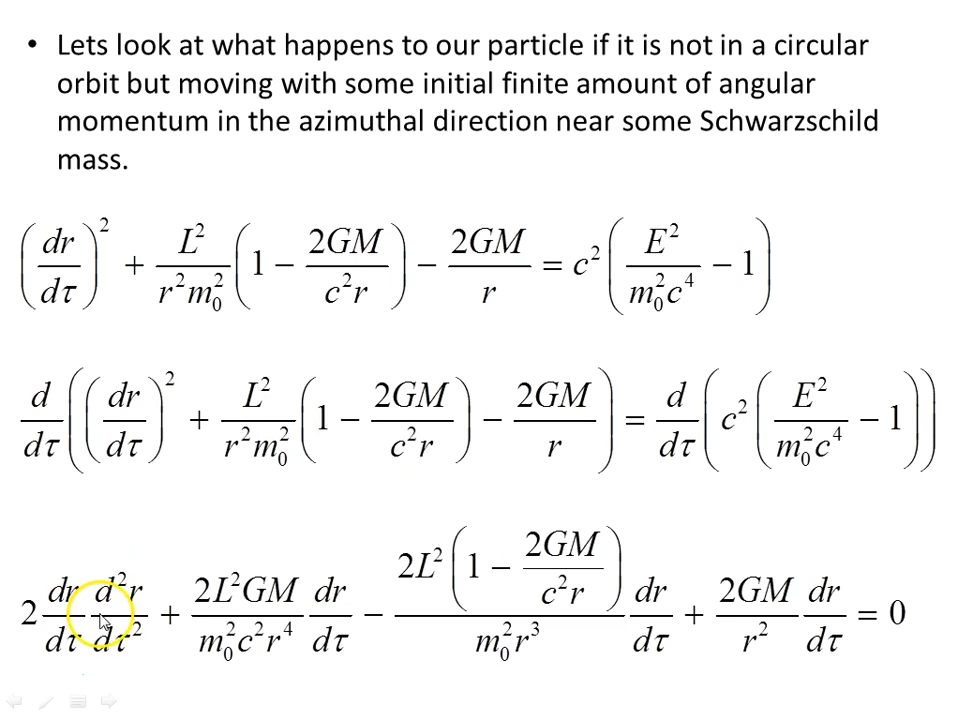 • Lets look at what happens to our particle if it is not in a circular
orbit but moving with some initial finite amount of angular
momentum in the azimuthal direction near some Schwarzschild
mass.
(dr/dτ)² + L²/(r²m₀²) (1 − 2GM/(c²r)) − 2GM/r = c² (E²/(m₀²c⁴) − 1)
d/dτ ((dr/dτ)² + L²/(r²m₀²) (1 − 2GM/(c²r)) − 2GM/r) = d/dτ (c² (E²/(m₀²c⁴) − 1))
2 dr/dτ d²r/dτ² + 2L²GM/(m₀²c²r⁴) dr/dτ − 2L² (1 − 2GM/(c²r))/(m₀²r³) dr/dτ + 2GM/r² dr/dτ = 0